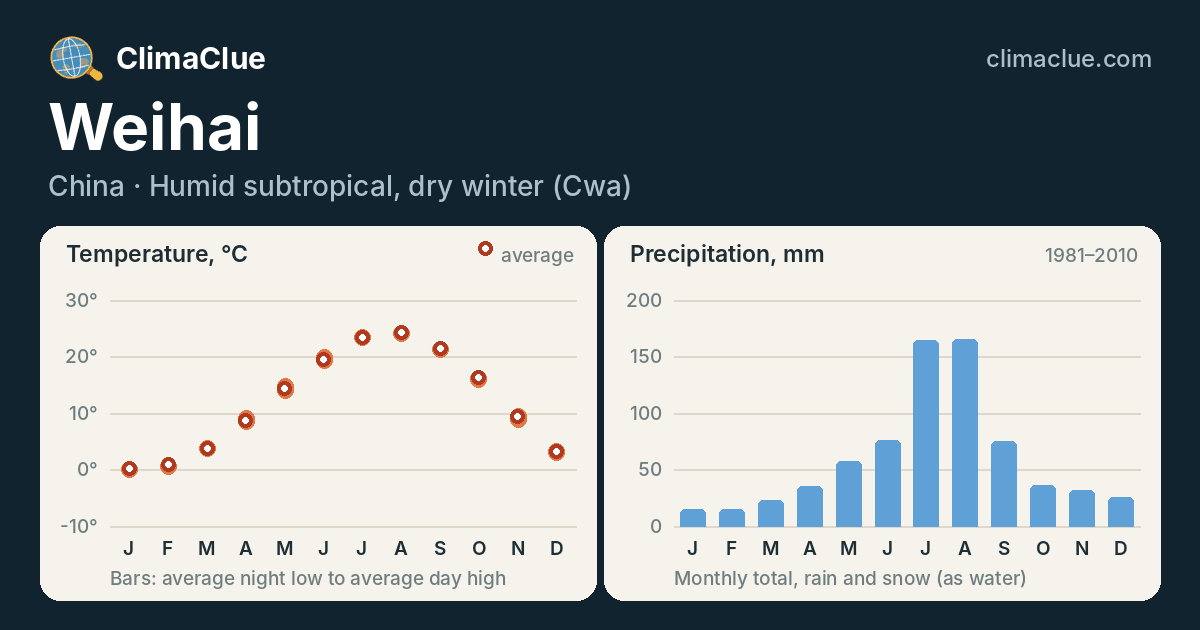 ClimaClue
climaclue.com
Weihai
China · Humid subtropical, dry winter (Cwa)
Temperature, °C
average
30°
20°
10°
0°
-10°
J F M A M J J A S O N D
Bars: average night low to average day high
Precipitation, mm
1981–2010
200
150
100
50
0
J F M A M J J A S O N D
Monthly total, rain and snow (as water)